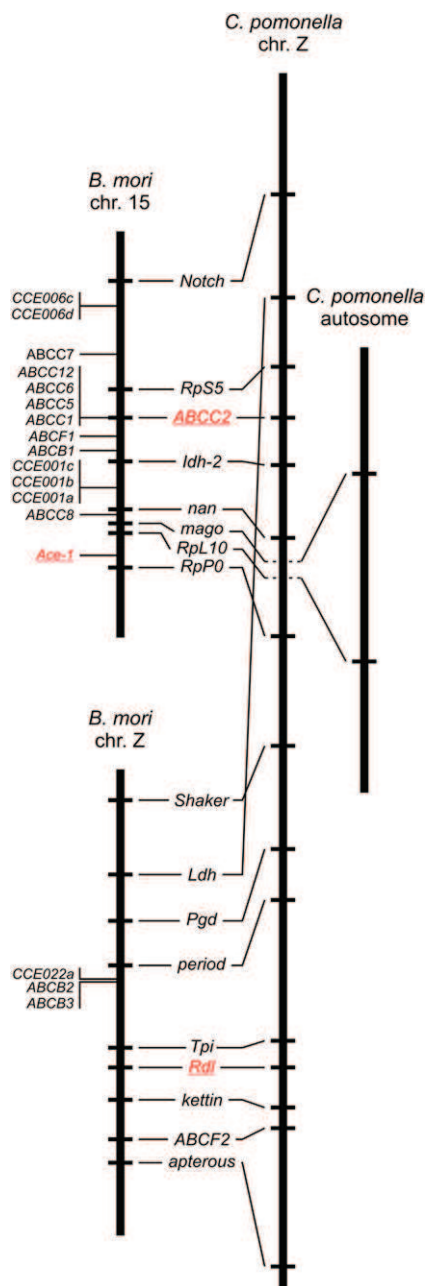 C. pomonella
chr. Z
B. mori
chr. 15
Notch
CCE006c
CCE006d
C. pomonella
autosome
ABCC7
ABCC12
ABCC6
ABCC5
ABCC1
RpS5
ABCC2
ABCF1
ABCB1
Idh-2
CCE001c
CCE001b
CCE001a
nan
ABCC8
mago
RpL10
Ace-1
RpP0
B. mori
chr. Z
Shaker
Ldh
Pgd
period
CCE022a
ABCB2
ABCB3
Tpi
Rdl
kettin
ABCF2
apterous